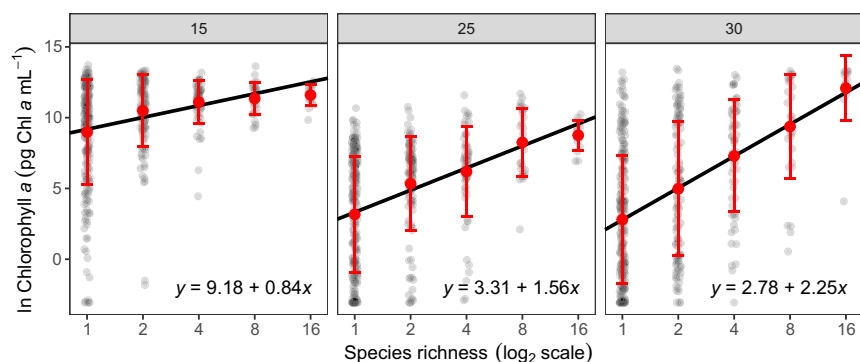 15 25 30
ln Chlorophyll a (pg Chl a mL⁻¹)
15
10
5
0
y = 9.18 + 0.84x y = 3.31 + 1.56x y = 2.78 + 2.25x
1 2 4 8 16 1 2 4 8 16 1 2 4 8 16
Species richness (log₂ scale)